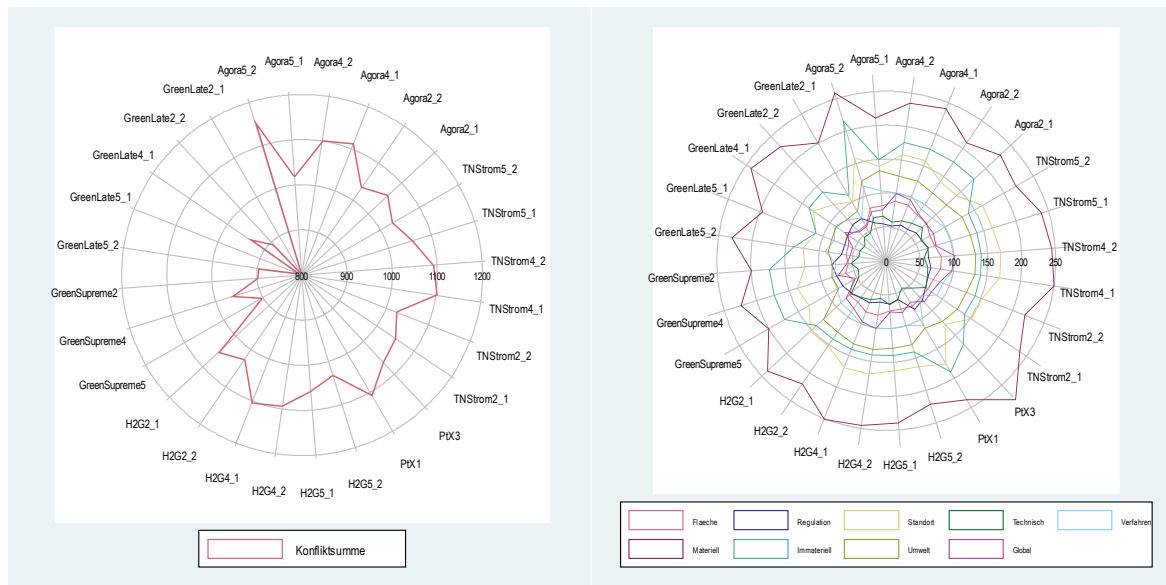 Agora5_1
Agora4_2
Agora4_1
Agora2_2
Agora2_1
TNStrom5_2
TNStrom5_1
TNStrom4_2
TNStrom4_1
TNStrom2_2
TNStrom2_1
PtX3
PtX1
H2G5_2
H2G5_1
H2G4_2
H2G4_1
H2G2_2
H2G2_1
GreenSupreme5
GreenSupreme4
GreenSupreme2
GreenLate5_2
GreenLate5_1
GreenLate4_1
GreenLate2_2
GreenLate2_1
Agora5_2
800 900 1000 1100 1200
Konfliktsumme
Agora5_1
Agora4_2
Agora4_1
Agora2_2
Agora2_1
TNStrom5_2
TNStrom5_1
TNStrom4_2
TNStrom4_1
TNStrom2_2
TNStrom2_1
PtX3
PtX1
H2G5_2
H2G5_1
H2G4_2
H2G4_1
H2G2_2
H2G2_1
GreenSupreme5
GreenSupreme4
GreenSupreme2
GreenLate5_2
GreenLate5_1
GreenLate4_1
GreenLate2_2
GreenLate2_1
Agora5_2
0 50 100 150 200 250
Flaeche Regulation Standort Technisch Verfahren
Materiell Immateriell Umwelt Global